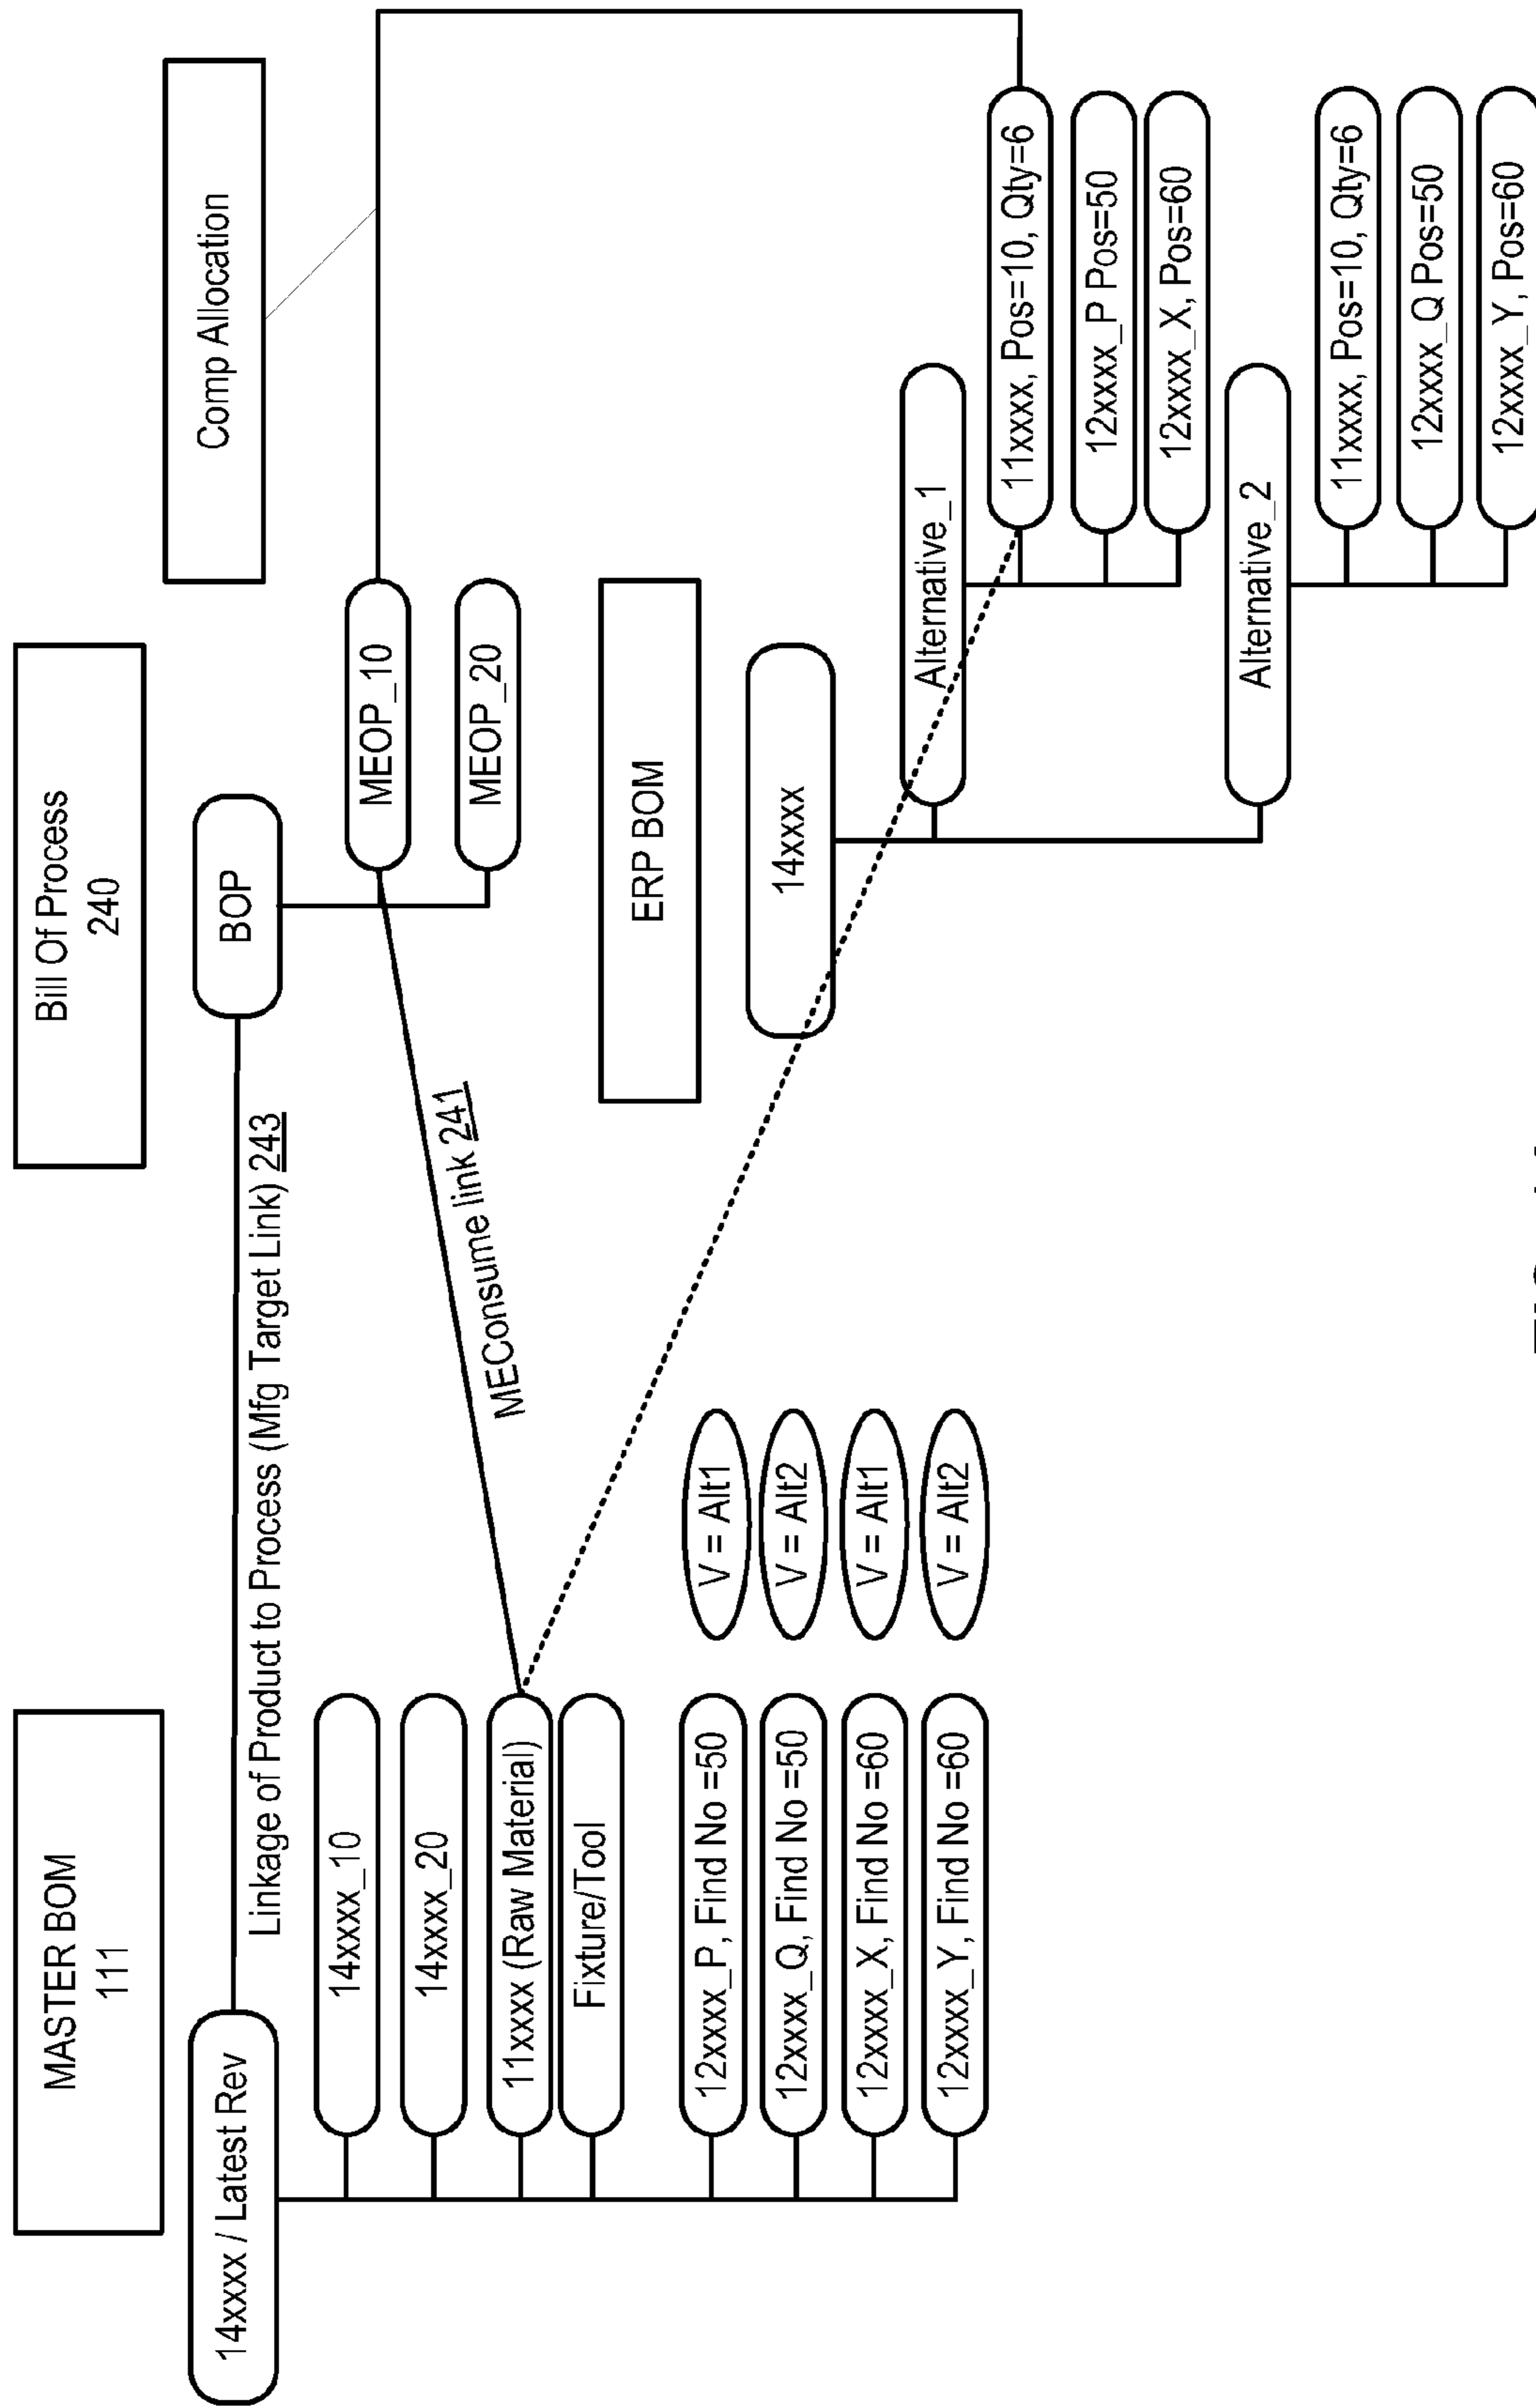 MASTER BOM
111
14xxxx / Latest Rev
Linkage of Product to Process (Mfg Target Link) 243
14xxxx_10
14xxxx_20
11xxxx (Raw Material)
Fixture/Tool
12xxxx_P, Find No =50
12xxxx_Q, Find No =50
12xxxx_X, Find No =60
12xxxx_Y, Find No =60
V = Alt1
V = Alt2
V = Alt1
V = Alt2
MEConsume link 241
Bill Of Process
240
BOP
MEOP_10
MEOP_20
Comp Allocation
ERP BOM
14xxxx
Alternative_1
11xxxx, Pos=10, Qty=6
12xxxx_P Pos=50
12xxxx_X, Pos=60
Alternative_2
11xxxx, Pos=10, Qty=6
12xxxx_Q Pos=50
12xxxx_Y, Pos=60